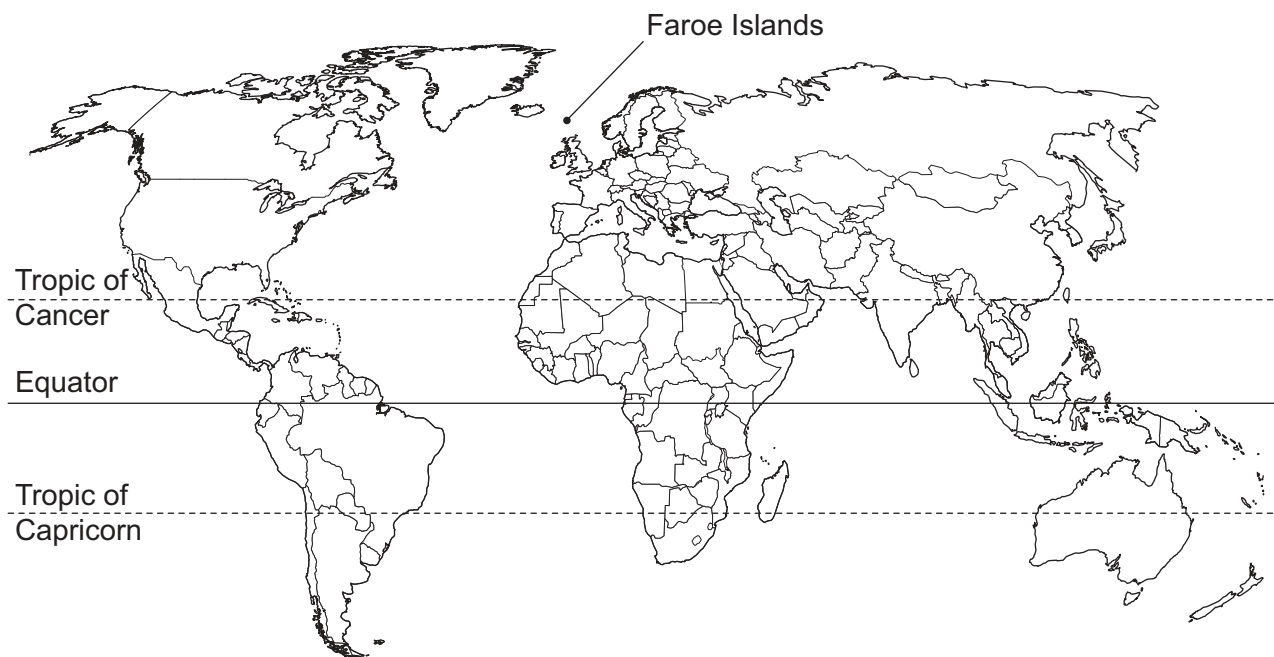 Faroe Islands
Tropic of
Cancer
Equator
Tropic of
Capricorn